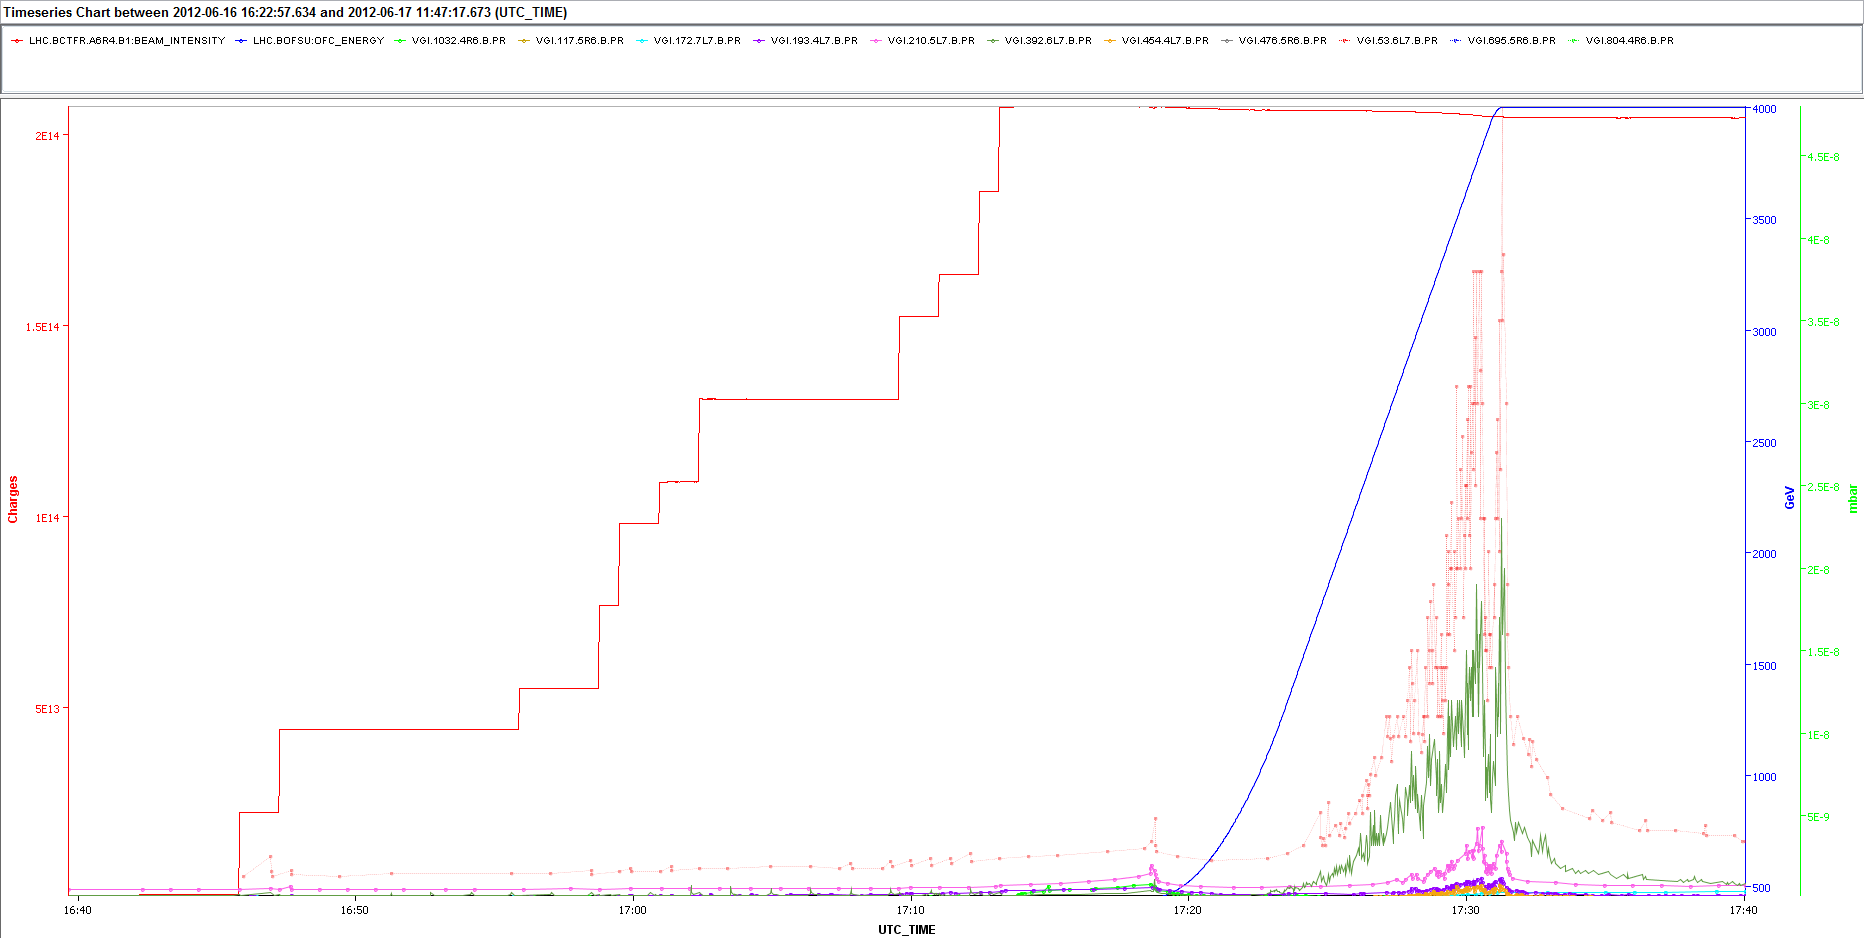 Timeseries Chart between 2012-06-16 16:22:57.634 and 2012-06-17 11:47:17.673 (UTC_TIME)
LHC.BCTFR.A6R4.B1:BEAM_INTENSITY LHC.BOFSU:OFC_ENERGY VGI.1032.4R6.B.PR VGI.117.5R6.B.PR VGI.172.7L7.B.PR VGI.193.4L7.B.PR VGI.210.5L7.B.PR VGI.392.6L7.B.PR VGI.454.4L7.B.PR VGI.476.5R6.B.PR VGI.53.6L7.B.PR VGI.695.5R6.B.PR VGI.804.4R6.B.PR
2E14
1.5E14
1E14
5E13
Charges
4000
3500
3000
2500
2000
1500
1000
500
GeV
4.5E-8
4E-8
3.5E-8
3E-8
2.5E-8
2E-8
1.5E-8
1E-8
5E-9
mbar
16:40 16:50 17:00 17:10 17:20 17:30 17:40
UTC_TIME